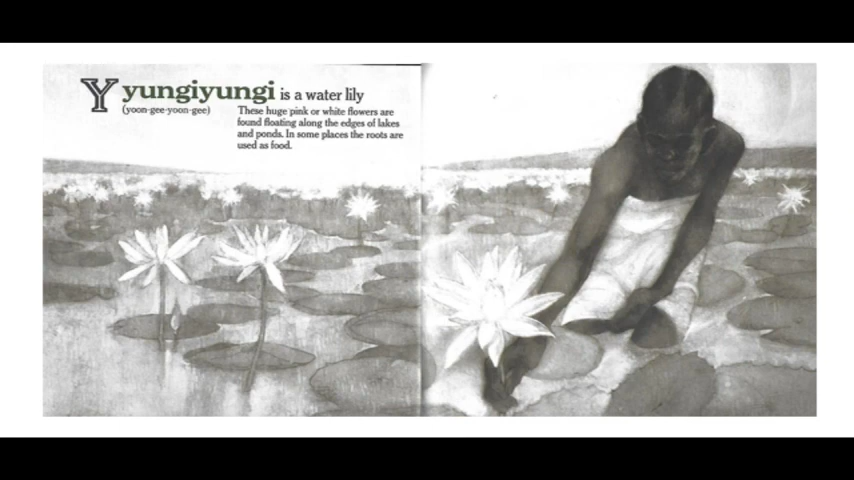 Y yungiyungi is a water lily
(yoon-gee-yoon-gee)
These huge pink or white flowers are
found floating along the edges of lakes
and ponds. In some places the roots are
used as food.